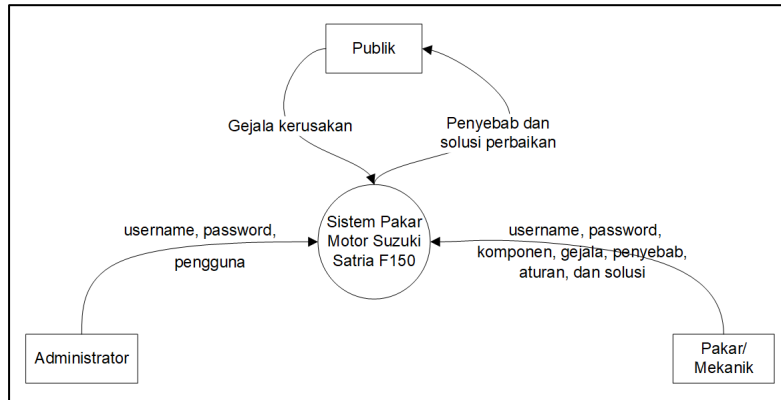 Publik
Gejala kerusakan
Penyebab dan
solusi perbaikan
Sistem Pakar
Motor Suzuki
Satria F150
username, password,
pengguna
username, password,
komponen, gejala, penyebab,
aturan, dan solusi
Administrator
Pakar/
Mekanik